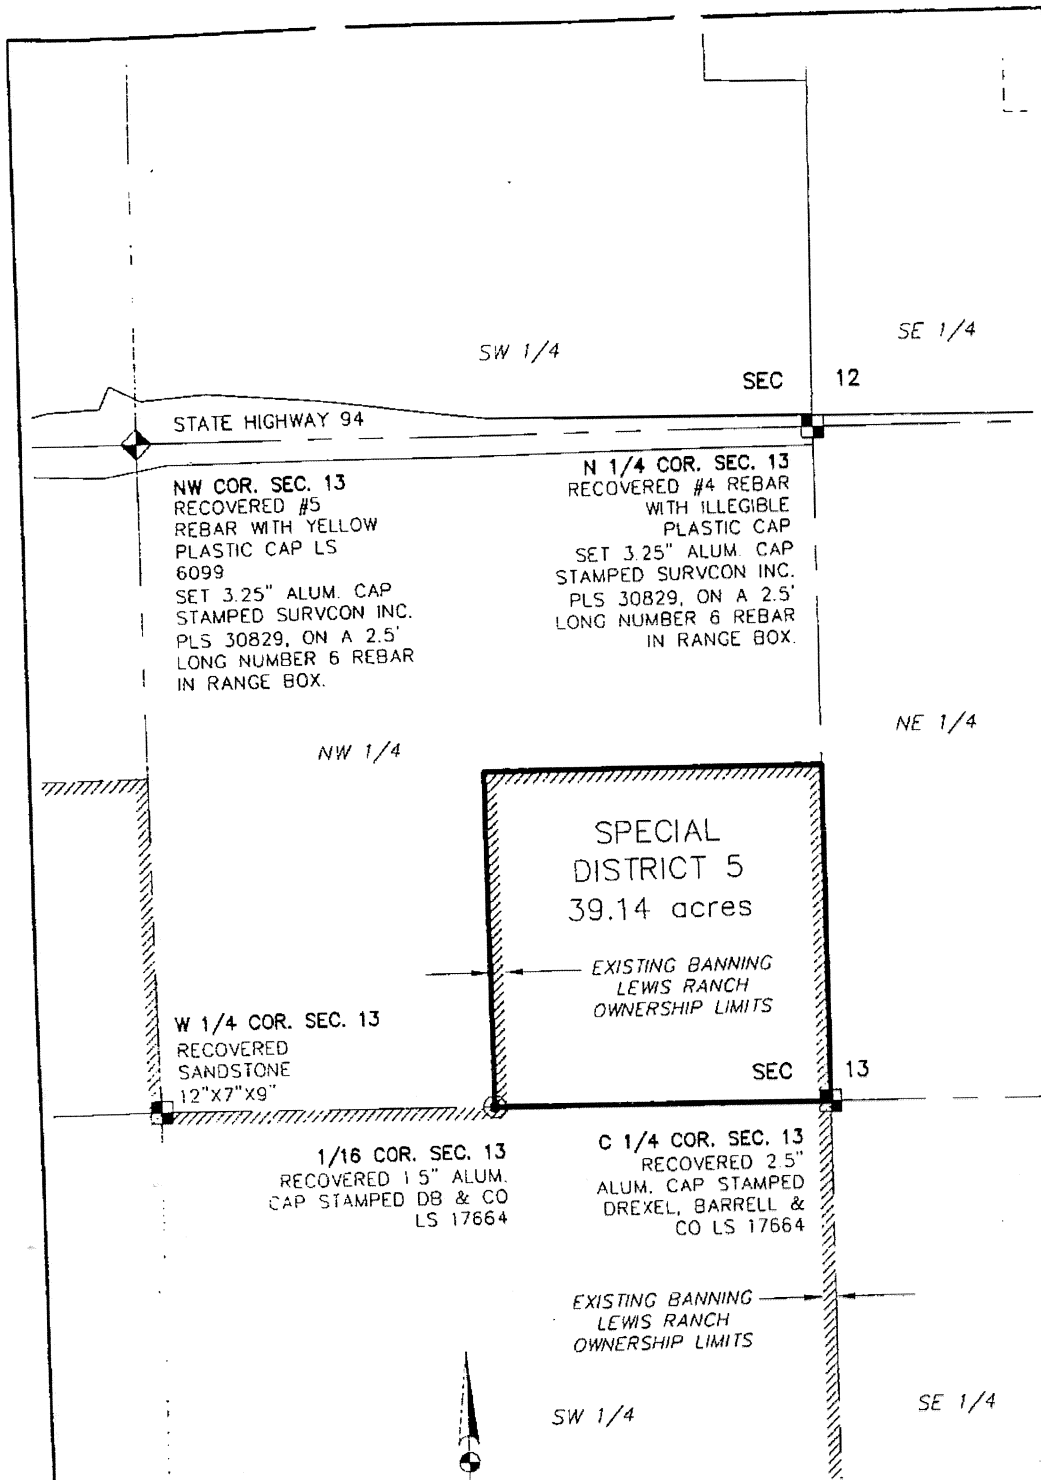 SW 1/4
SE 1/4
SEC 12
STATE HIGHWAY 94
NW COR. SEC. 13
RECOVERED #5
REBAR WITH YELLOW
PLASTIC CAP LS
6099
SET 3.25" ALUM. CAP
STAMPED SURVCON INC.
PLS 30829, ON A 2.5'
LONG NUMBER 6 REBAR
IN RANGE BOX.
N 1/4 COR. SEC. 13
RECOVERED #4 REBAR
WITH ILLEGIBLE
PLASTIC CAP
SET 3.25" ALUM. CAP
STAMPED SURVCON INC.
PLS 30829, ON A 2.5'
LONG NUMBER 6 REBAR
IN RANGE BOX.
NW 1/4
NE 1/4
SPECIAL
DISTRICT 5
39.14 acres
EXISTING BANNING
LEWIS RANCH
OWNERSHIP LIMITS
W 1/4 COR. SEC. 13
RECOVERED
SANDSTONE
12"X7"X9"
SEC 13
1/16 COR. SEC. 13
RECOVERED 1 5" ALUM.
CAP STAMPED DB & CO
LS 17664
C 1/4 COR. SEC. 13
RECOVERED 2.5"
ALUM. CAP STAMPED
DREXEL, BARRELL &
CO LS 17664
EXISTING BANNING
LEWIS RANCH
OWNERSHIP LIMITS
SW 1/4
SE 1/4